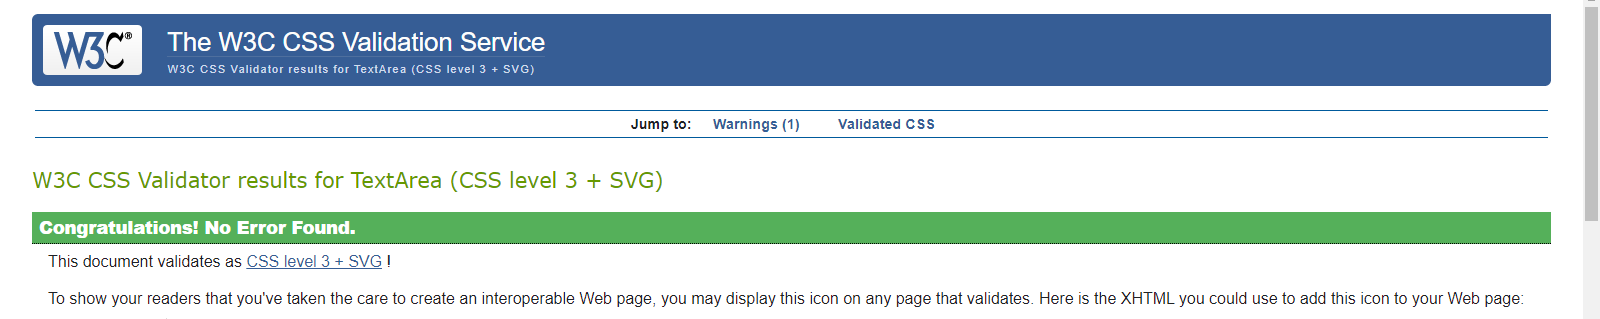 W3C®
The W3C CSS Validation Service
W3C CSS Validator results for TextArea (CSS level 3 + SVG)
Jump to: Warnings (1) Validated CSS
W3C CSS Validator results for TextArea (CSS level 3 + SVG)
Congratulations! No Error Found.
This document validates as CSS level 3 + SVG !
To show your readers that you've taken the care to create an interoperable Web page, you may display this icon on any page that validates. Here is the XHTML you could use to add this icon to your Web page: